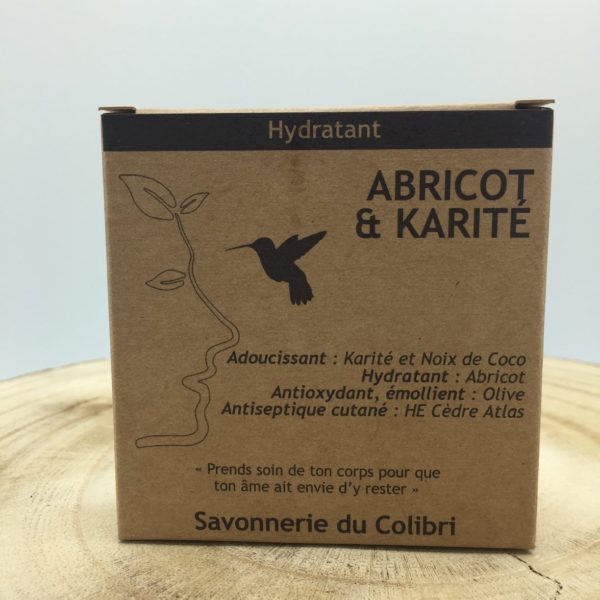 Hydratant
ABRICOT
& KARITÉ
Adoucissant : Karité et Noix de Coco
Hydratant : Abricot
Antioxydant, émollient : Olive
Antiseptique cutané : HE Cèdre Atlas
« Prends soin de ton corps pour que
ton âme ait envie d’y rester »
Savonnerie du Colibri